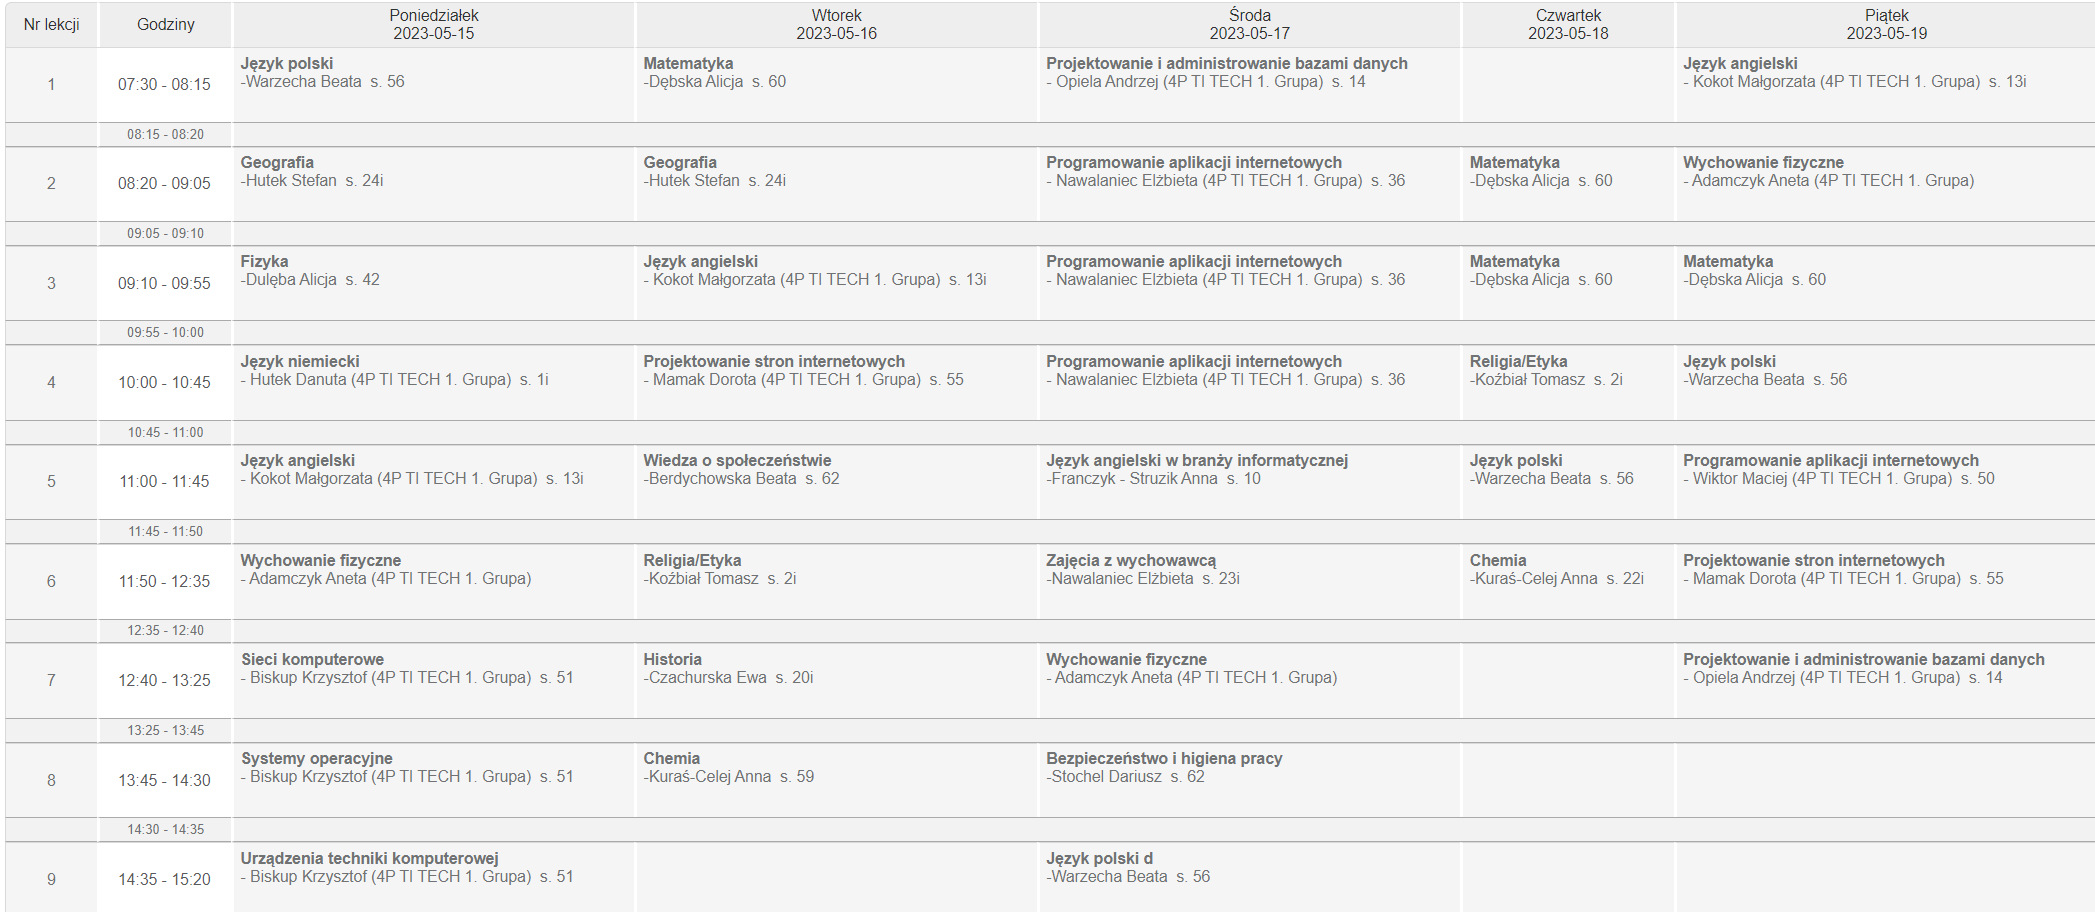 Nr lekcji
Godziny
Poniedziałek
2023-05-15
Wtorek
2023-05-16
Środa
2023-05-17
Czwartek
2023-05-18
Piątek
2023-05-19
1
07:30 - 08:15
Język polski
-Warzecha Beata s. 56
Matematyka
-Dębska Alicja s. 60
Projektowanie i administrowanie bazami danych
- Opiela Andrzej (4P TI TECH 1. Grupa) s. 14
Język angielski
- Kokot Małgorzata (4P TI TECH 1. Grupa) s. 13i
08:15 - 08:20
2
08:20 - 09:05
Geografia
-Hutek Stefan s. 24i
Geografia
-Hutek Stefan s. 24i
Programowanie aplikacji internetowych
- Nawalaniec Elżbieta (4P TI TECH 1. Grupa) s. 36
Matematyka
-Dębska Alicja s. 60
Wychowanie fizyczne
- Adamczyk Aneta (4P TI TECH 1. Grupa)
09:05 - 09:10
3
09:10 - 09:55
Fizyka
-Dulęba Alicja s. 42
Język angielski
- Kokot Małgorzata (4P TI TECH 1. Grupa) s. 13i
Programowanie aplikacji internetowych
- Nawalaniec Elżbieta (4P TI TECH 1. Grupa) s. 36
Matematyka
-Dębska Alicja s. 60
Matematyka
-Dębska Alicja s. 60
09:55 - 10:00
4
10:00 - 10:45
Język niemiecki
- Hutek Danuta (4P TI TECH 1. Grupa) s. 1i
Projektowanie stron internetowych
- Mamak Dorota (4P TI TECH 1. Grupa) s. 55
Programowanie aplikacji internetowych
- Nawalaniec Elżbieta (4P TI TECH 1. Grupa) s. 36
Religia/Etyka
-Koźbiał Tomasz s. 2i
Język polski
-Warzecha Beata s. 56
10:45 - 11:00
5
11:00 - 11:45
Język angielski
- Kokot Małgorzata (4P TI TECH 1. Grupa) s. 13i
Wiedza o społeczeństwie
-Berdychowska Beata s. 62
Język angielski w branży informatycznej
-Franczyk - Struzik Anna s. 10
Język polski
-Warzecha Beata s. 56
Programowanie aplikacji internetowych
- Wiktor Maciej (4P TI TECH 1. Grupa) s. 50
11:45 - 11:50
6
11:50 - 12:35
Wychowanie fizyczne
- Adamczyk Aneta (4P TI TECH 1. Grupa)
Religia/Etyka
-Koźbiał Tomasz s. 2i
Zajęcia z wychowawcą
-Nawalaniec Elżbieta s. 23i
Chemia
-Kuraś-Celej Anna s. 22i
Projektowanie stron internetowych
- Mamak Dorota (4P TI TECH 1. Grupa) s. 55
12:35 - 12:40
7
12:40 - 13:25
Sieci komputerowe
- Biskup Krzysztof (4P TI TECH 1. Grupa) s. 51
Historia
-Czachurska Ewa s. 20i
Wychowanie fizyczne
- Adamczyk Aneta (4P TI TECH 1. Grupa)
Projektowanie i administrowanie bazami danych
- Opiela Andrzej (4P TI TECH 1. Grupa) s. 14
13:25 - 13:45
8
13:45 - 14:30
Systemy operacyjne
- Biskup Krzysztof (4P TI TECH 1. Grupa) s. 51
Chemia
-Kuraś-Celej Anna s. 59
Bezpieczeństwo i higiena pracy
-Stochel Dariusz s. 62
14:30 - 14:35
9
14:35 - 15:20
Urządzenia techniki komputerowej
- Biskup Krzysztof (4P TI TECH 1. Grupa) s. 51
Język polski d
-Warzecha Beata s. 56